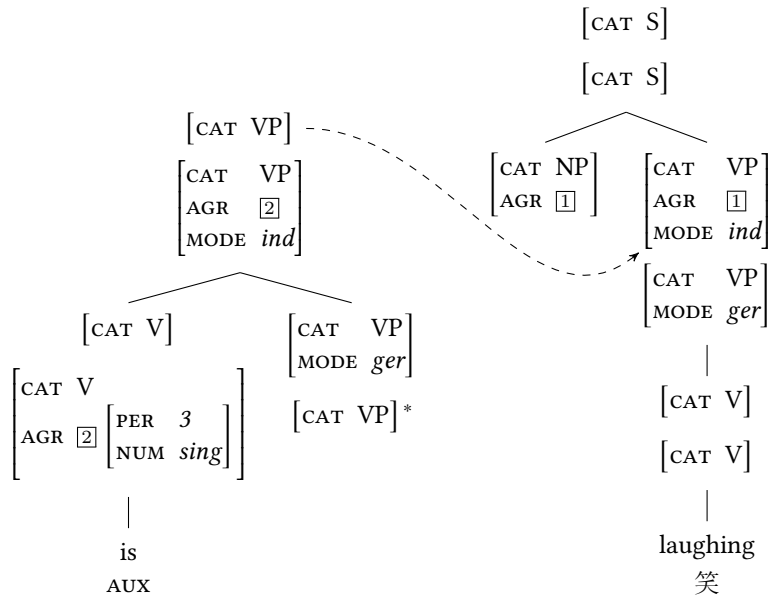 [CAT S]
[CAT S]
[CAT VP]
[CAT VP
AGR 2
MODE ind]
[CAT V]
[CAT V
AGR 2 [PER 3
NUM sing]]
is
AUX
[CAT VP
MODE ger]
[CAT VP]*
[CAT NP
AGR 1]
[CAT VP
AGR 1
MODE ind]
[CAT VP
MODE ger]
[CAT V]
[CAT V]
laughing
笑